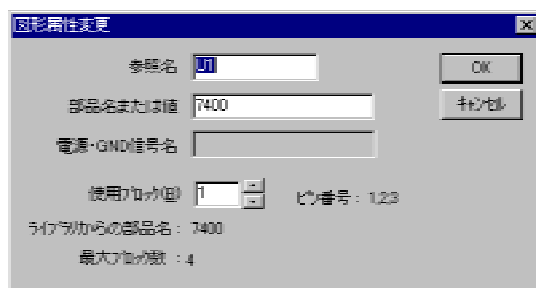 図形属性変更
参照名 U1
OK
部品名または値 7400
ｷｬﾝｾﾙ
電源・GND信号名
使用ﾌﾞﾛｯｸ(B) 1 ピン番号：1,2,3
ﾗｲﾌﾞﾗﾘからの部品名：7400
最大ﾌﾞﾛｯｸ数：4